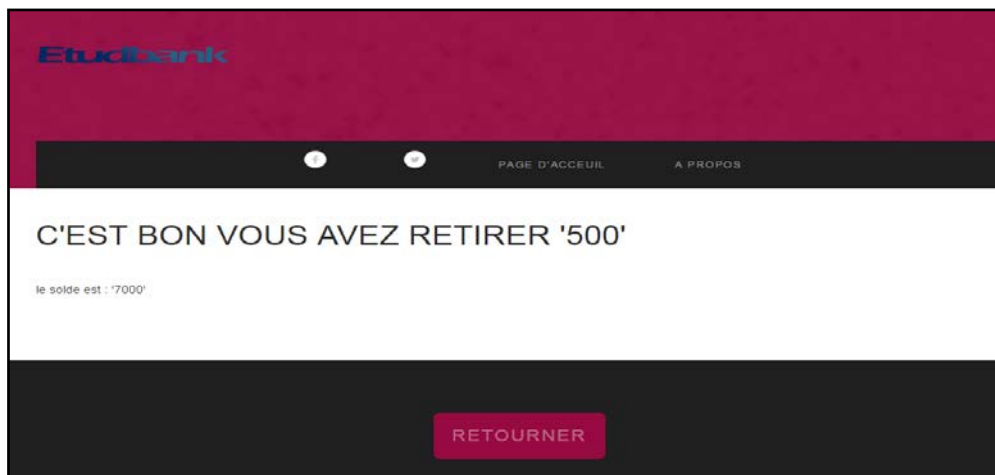 Etudbank
PAGE D'ACCEUIL A PROPOS
C'EST BON VOUS AVEZ RETIRER '500'
le solde est : '7000'
RETOURNER